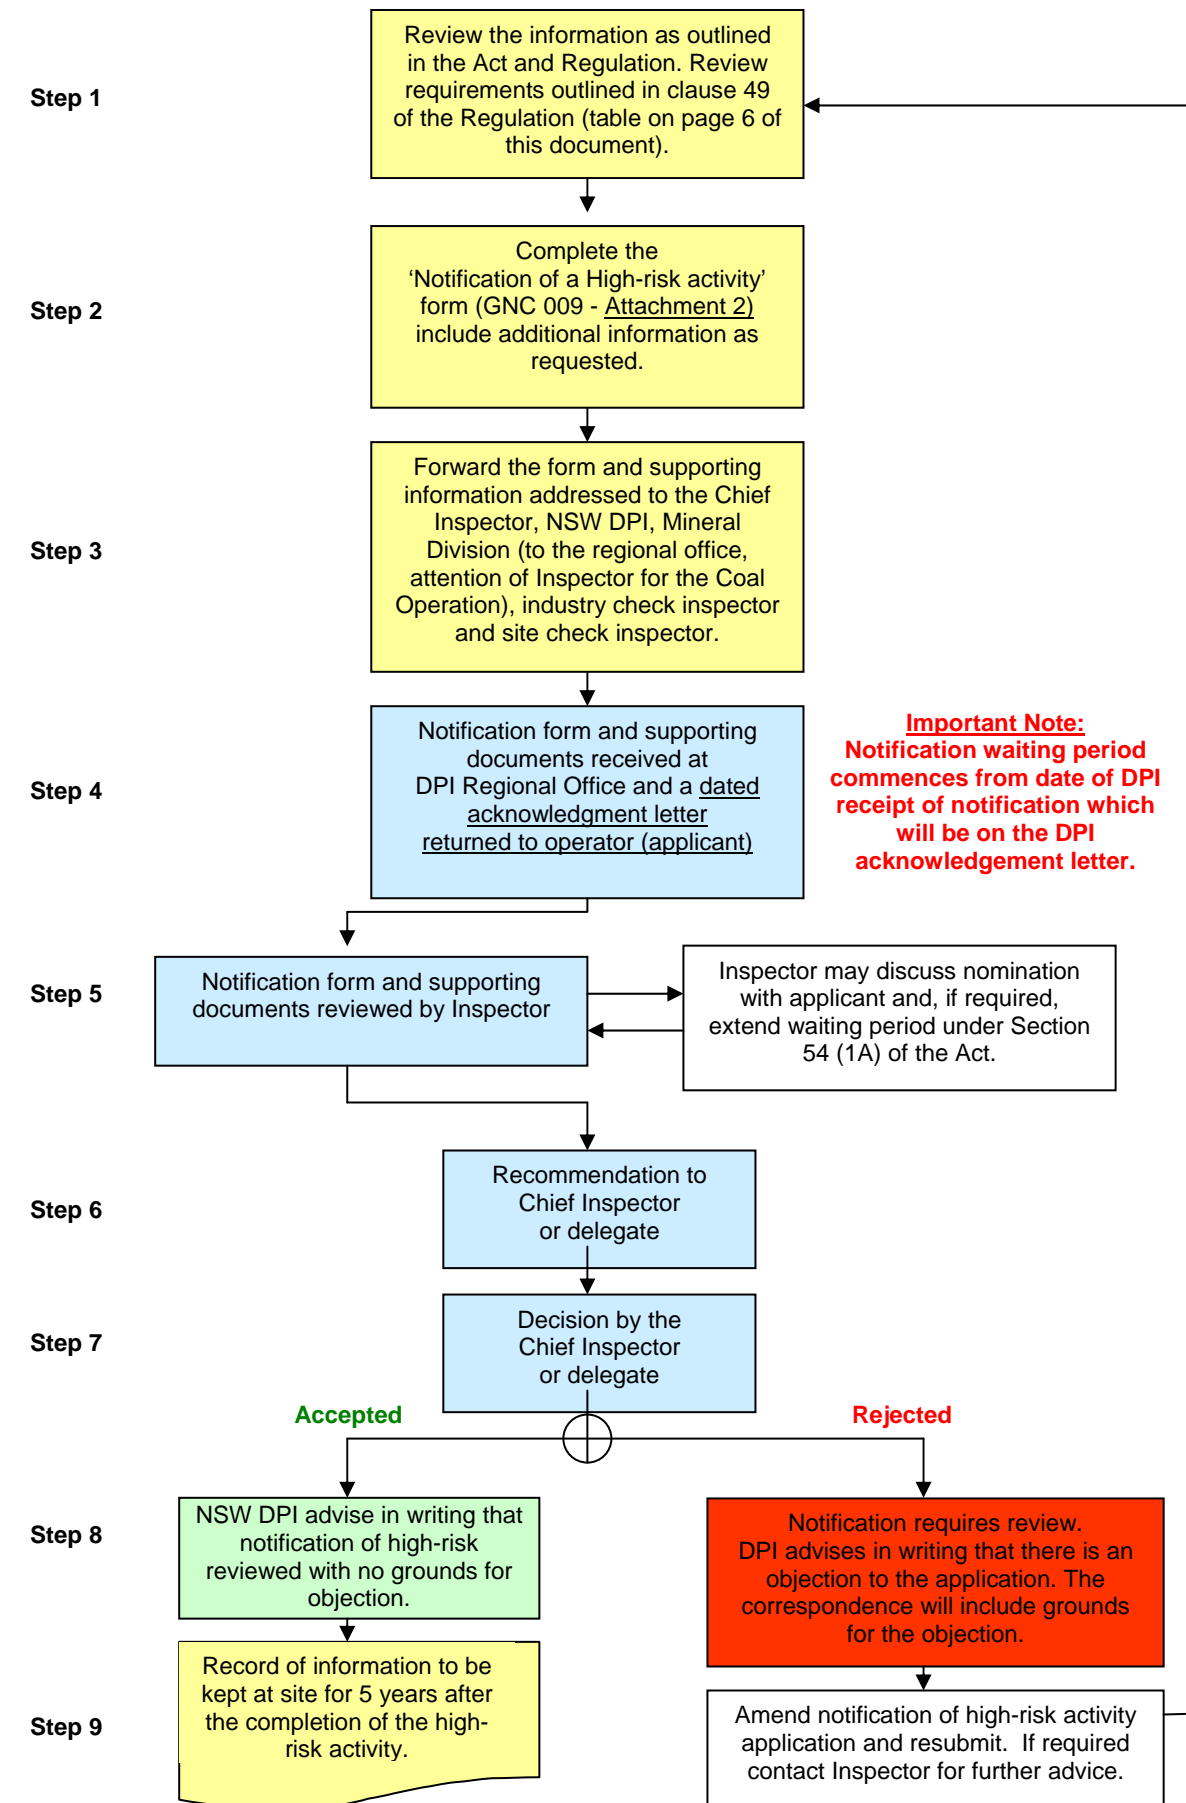 Step 1
Review the information as outlined
in the Act and Regulation. Review
requirements outlined in clause 49
of the Regulation (table on page 6 of
this document).
Step 2
Complete the
‘Notification of a High-risk activity’
form (GNC 009 - Attachment 2)
include additional information as
requested.
Step 3
Forward the form and supporting
information addressed to the Chief
Inspector, NSW DPI, Mineral
Division (to the regional office,
attention of Inspector for the Coal
Operation), industry check inspector
and site check inspector.
Step 4
Notification form and supporting
documents received at
DPI Regional Office and a dated
acknowledgment letter
returned to operator (applicant)
Important Note:
Notification waiting period
commences from date of DPI
receipt of notification which
will be on the DPI
acknowledgement letter.
Step 5
Notification form and supporting
documents reviewed by Inspector
Inspector may discuss nomination
with applicant and, if required,
extend waiting period under Section
54 (1A) of the Act.
Step 6
Recommendation to
Chief Inspector
or delegate
Step 7
Decision by the
Chief Inspector
or delegate
Accepted
Rejected
Step 8
NSW DPI advise in writing that
notification of high-risk
reviewed with no grounds for
objection.
Notification requires review.
DPI advises in writing that there is an
objection to the application. The
correspondence will include grounds
for the objection.
Step 9
Record of information to be
kept at site for 5 years after
the completion of the high-
risk activity.
Amend notification of high-risk activity
application and resubmit. If required
contact Inspector for further advice.